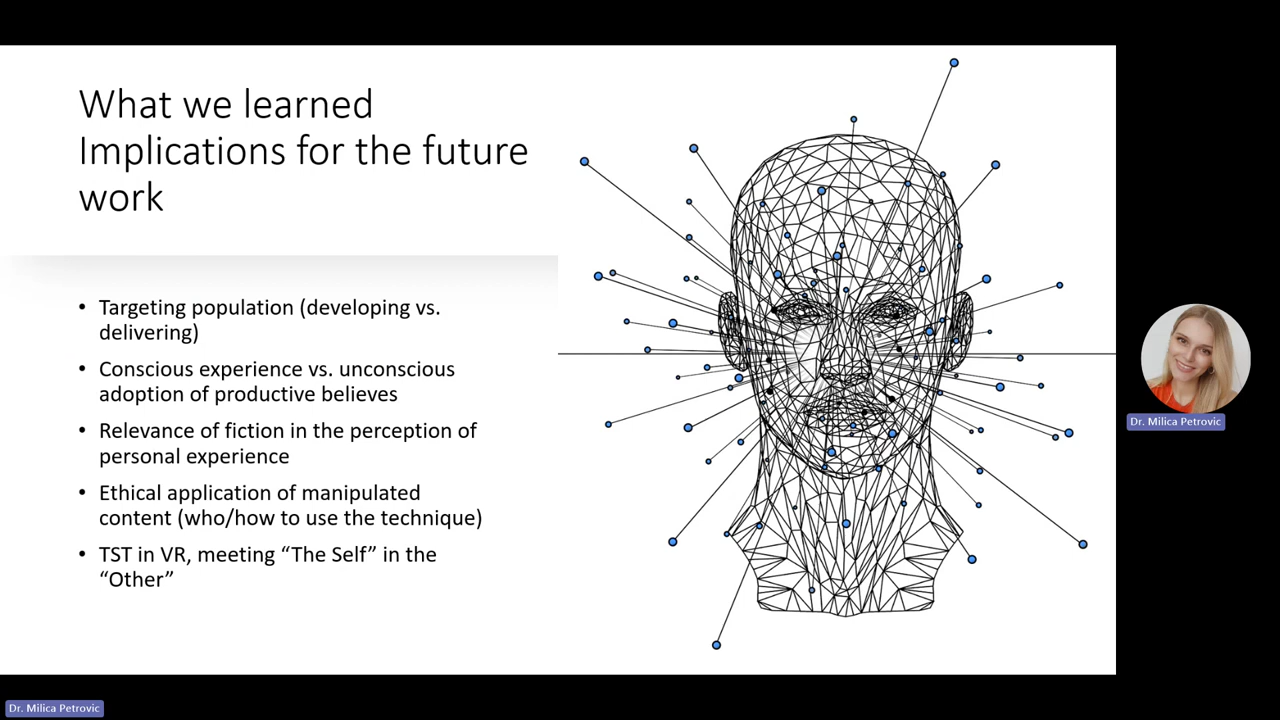 What we learned
Implications for the future
work
• Targeting population (developing vs.
delivering)
• Conscious experience vs. unconscious
adoption of productive believes
• Relevance of fiction in the perception of
personal experience
• Ethical application of manipulated
content (who/how to use the technique)
• TST in VR, meeting “The Self” in the
“Other”
Dr. Milica Petrovic
Dr. Milica Petrovic